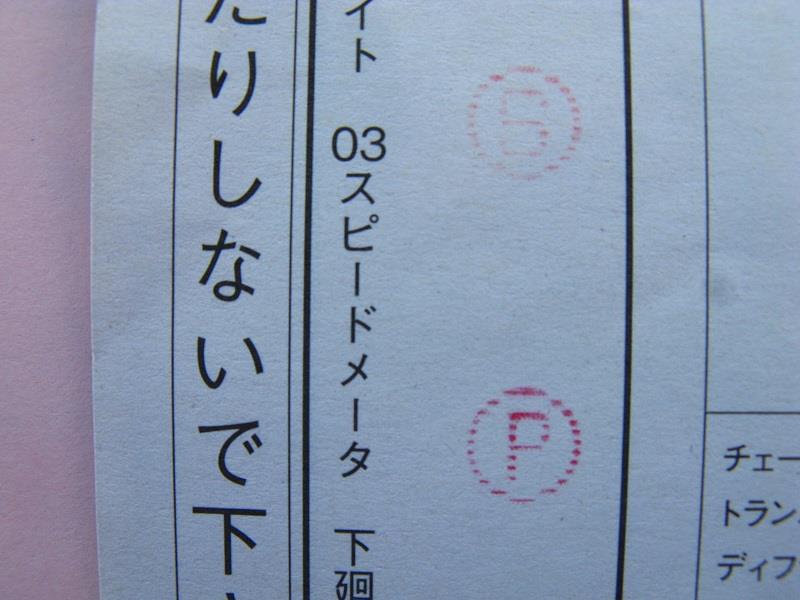 たりしないで下
イト　03スピードメータ　下廻
P
チェー
トラン
ディフ